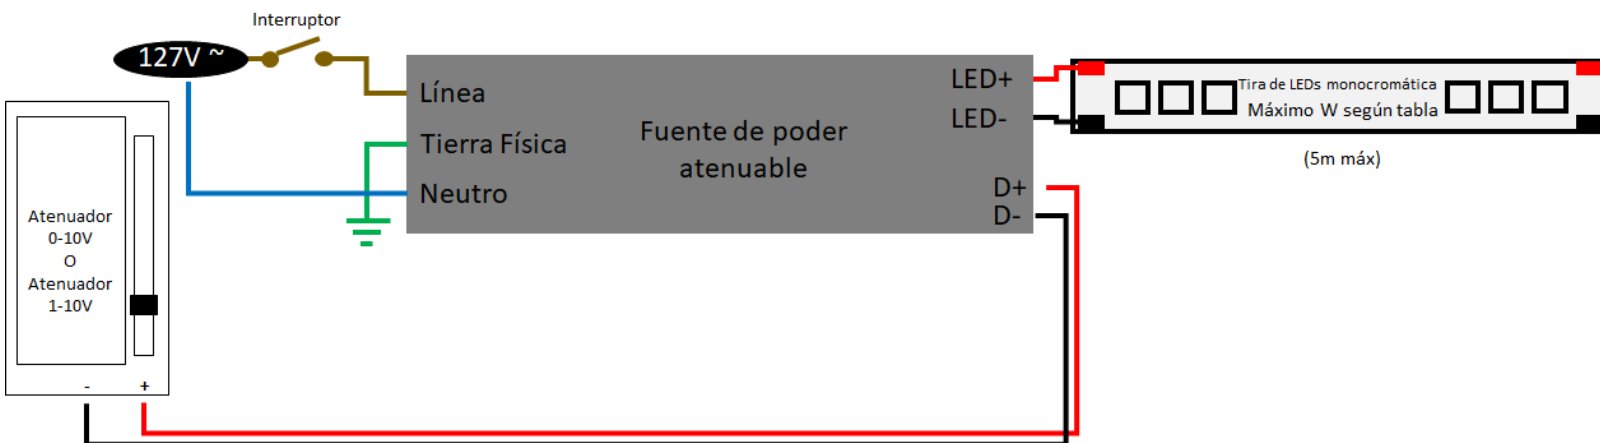 Interruptor
127V ~
Línea
Tierra Física
Neutro
Fuente de poder
atenuable
LED+
LED-
D+
D-
Tira de LEDs monocromática
Máximo W según tabla
(5m máx)
Atenuador
0-10V
O
Atenuador
1-10V
- +